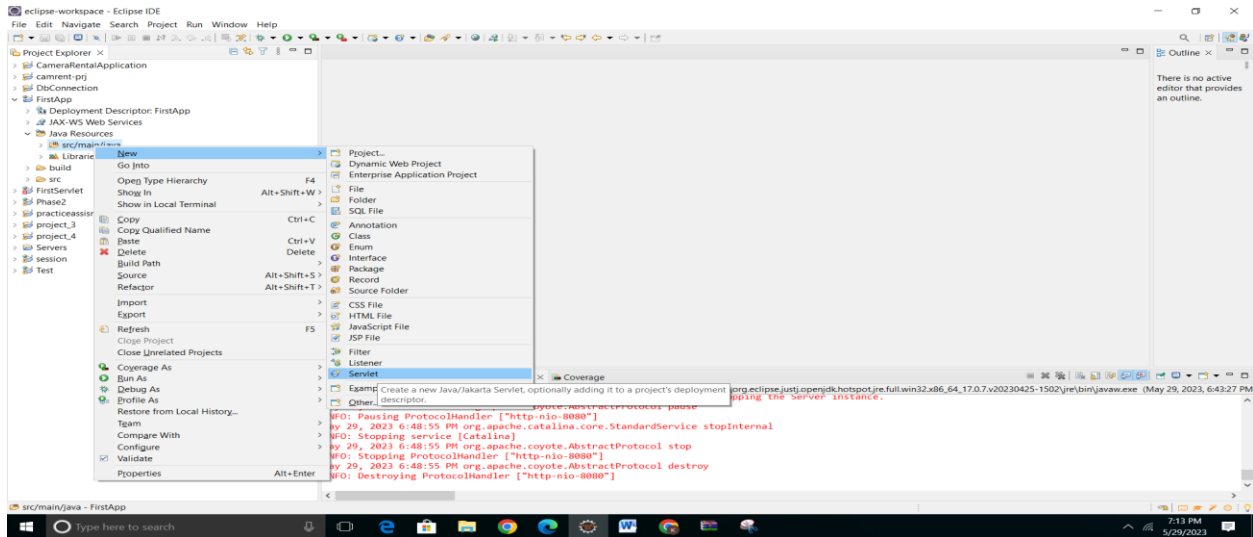 eclipse-workspace - Eclipse IDE
File Edit Navigate Search Project Run Window Help
Project Explorer
CameraRentalApplication
camrent-prj
DbConnection
FirstApp
Deployment Descriptor: FirstApp
JAX-WS Web Services
Java Resources
src/main/java
Librarie
build
src
FirstServlet
Phase2
practiceassisr
project_3
project_4
Servers
session
Test
New
Go Into
Open Type Hierarchy F4
Show In Alt+Shift+W >
Show in Local Terminal
Copy Ctrl+C
Copy Qualified Name
Paste Ctrl+V
Delete Delete
Build Path
Source Alt+Shift+S >
Refactor Alt+Shift+T >
Import
Export
Refresh F5
Close Project
Close Unrelated Projects
Coverage As
Run As
Debug As
Profile As
Restore from Local History...
Team
Compare With
Configure
Validate
Properties Alt+Enter
Project...
Dynamic Web Project
Enterprise Application Project
File
Folder
SQL File
Annotation
Class
Enum
Interface
Package
Record
Source Folder
CSS File
HTML File
JavaScript File
JSP File
Filter
Listener
Servlet
Examp
Other...
Create a new Java/Jakarta Servlet, optionally adding it to a project's deployment
descriptor.
Outline
There is no active
editor that provides
an outline.
Coverage
org.eclipse.justj.openjdk.hotspot.jre.full.win32.x86_64_17.0.7.v20230425-1502\jre\bin\javaw.exe (May 29, 2023, 6:43:27 PM
pping the Server instance.
coyote.AbstractProtocol pause
NFO: Pausing ProtocolHandler ["http-nio-8080"]
ay 29, 2023 6:48:55 PM org.apache.catalina.core.StandardService stopInternal
NFO: Stopping service [Catalina]
ay 29, 2023 6:48:55 PM org.apache.coyote.AbstractProtocol stop
NFO: Stopping ProtocolHandler ["http-nio-8080"]
ay 29, 2023 6:48:55 PM org.apache.coyote.AbstractProtocol destroy
NFO: Destroying ProtocolHandler ["http-nio-8080"]
src/main/java - FirstApp
Type here to search
7:13 PM
5/29/2023